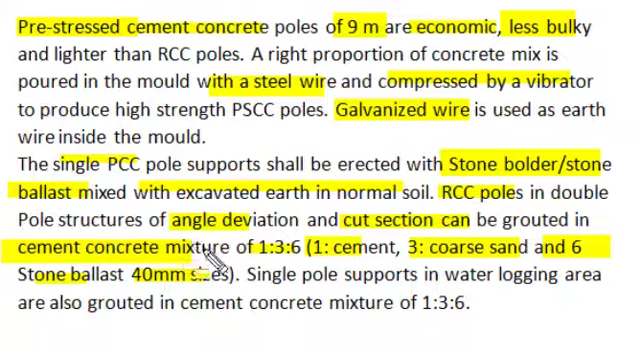 Pre-stressed cement concrete poles of 9 m are economic, less bulky
and lighter than RCC poles. A right proportion of concrete mix is
poured in the mould with a steel wire and compressed by a vibrator
to produce high strength PSCC poles. Galvanized wire is used as earth
wire inside the mould.
The single PCC pole supports shall be erected with Stone bolder/stone
ballast mixed with excavated earth in normal soil. RCC poles in double
Pole structures of angle deviation and cut section can be grouted in
cement concrete mixture of 1:3:6 (1: cement, 3: coarse sand and 6
Stone ballast 40mm sizes). Single pole supports in water logging area
are also grouted in cement concrete mixture of 1:3:6.